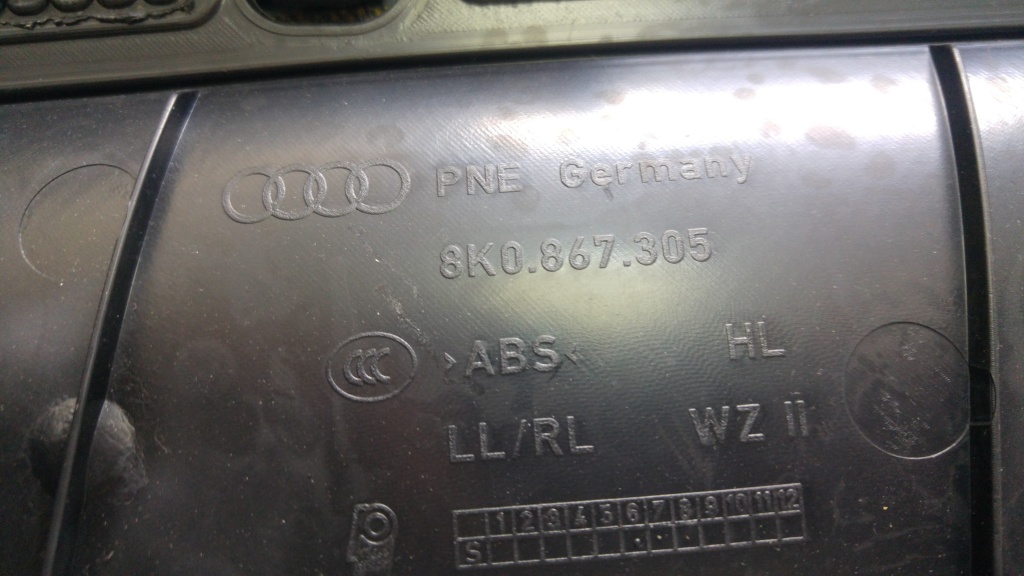 PNE Germany
8K0.867.305
CCC >ABS< HL
LL/RL WZ II
1 2 3 4 5 6 7 8 9 10 11 12
S